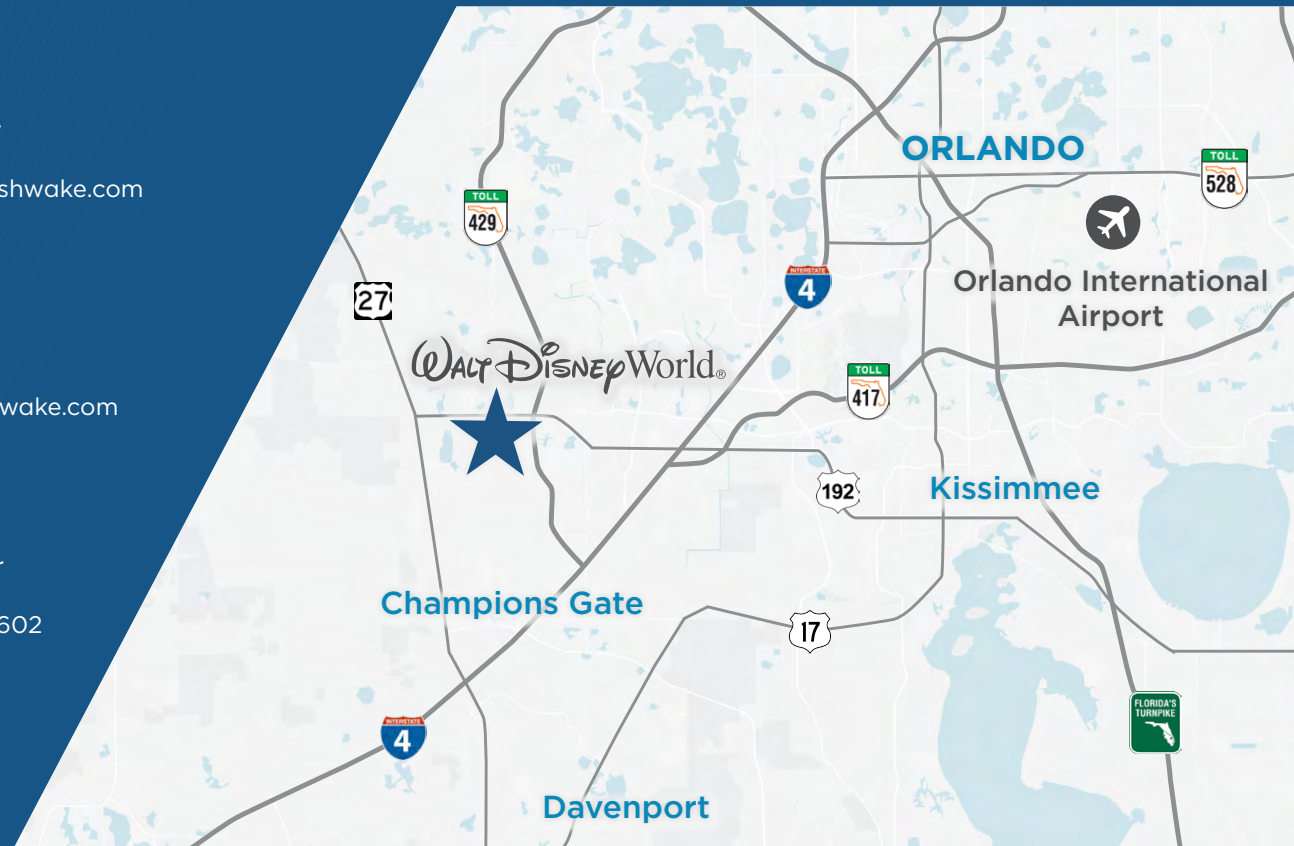 shwake.com
wake.com
602
ORLANDO
TOLL
528
TOLL
429
INTERSTATE
4
Orlando International
Airport
27
WALT DISNEY World®
TOLL
417
192
Kissimmee
Champions Gate
17
FLORIDA'S
TURNPIKE
INTERSTATE
4
Davenport